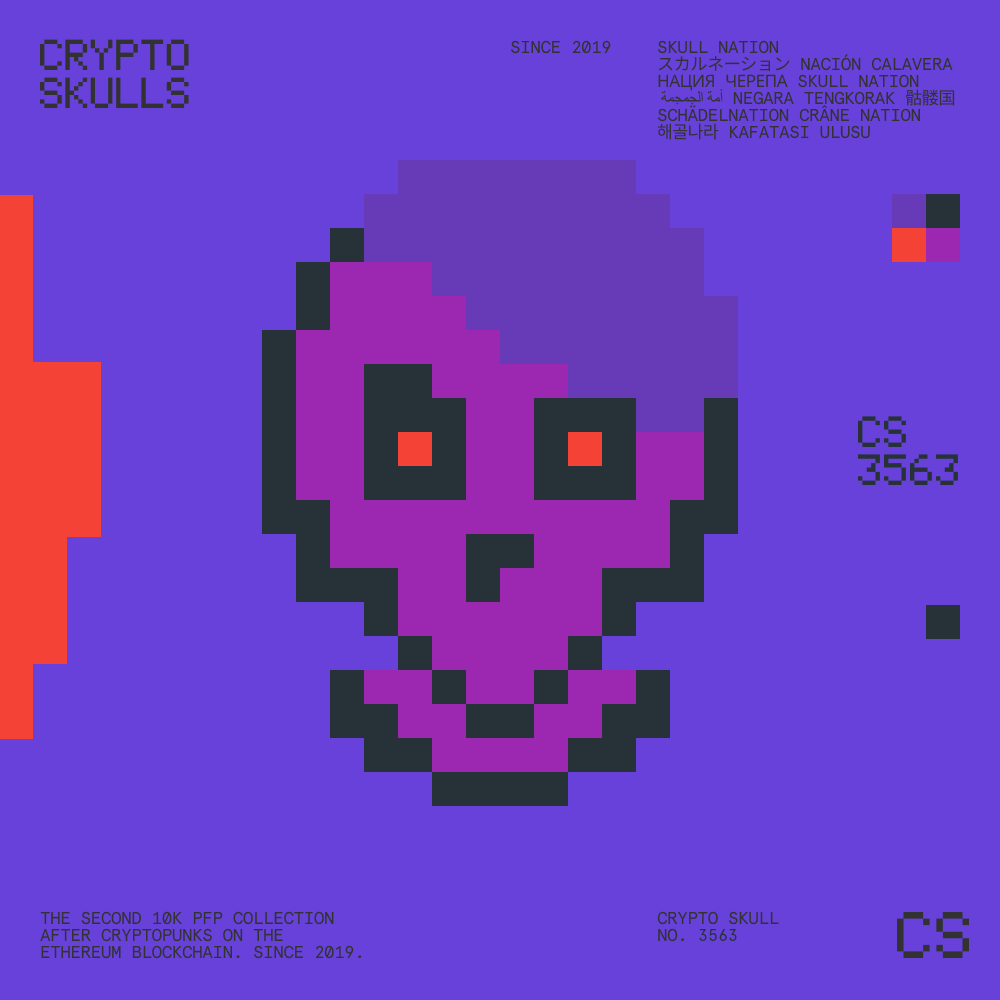 CRYPTO
SKULLS
SINCE 2019
SKULL NATION
スカルネーション NACIÓN CALAVERA
НАЦИЯ ЧЕРЕПА SKULL NATION
أمة الجمجمة NEGARA TENGKORAK 骷髅国
SCHÄDELNATION CRÂNE NATION
해골나라 KAFATASI ULUSU
CS
3563
THE SECOND 10K PFP COLLECTION
AFTER CRYPTOPUNKS ON THE
ETHEREUM BLOCKCHAIN. SINCE 2019.
CRYPTO SKULL
NO. 3563
CS